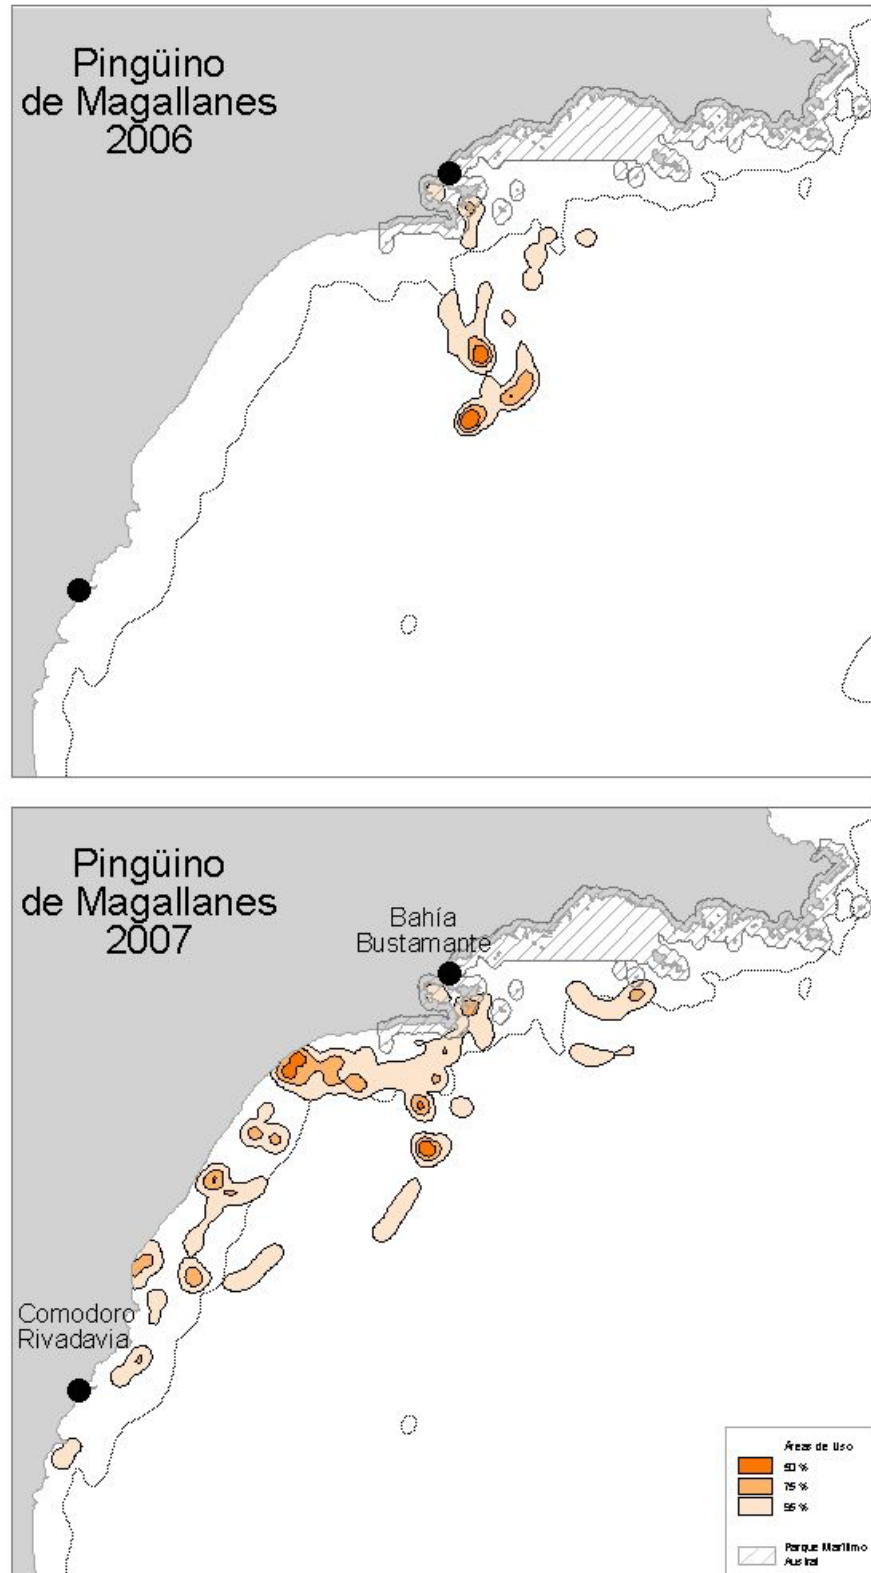 Pingüino
de Magallanes
2006
Pingüino
de Magallanes
2007
Bahía
Bustamante
Comodoro
Rivadavia
Áreas de Uso
50 %
75 %
95 %
Parque Marítimo
Austral